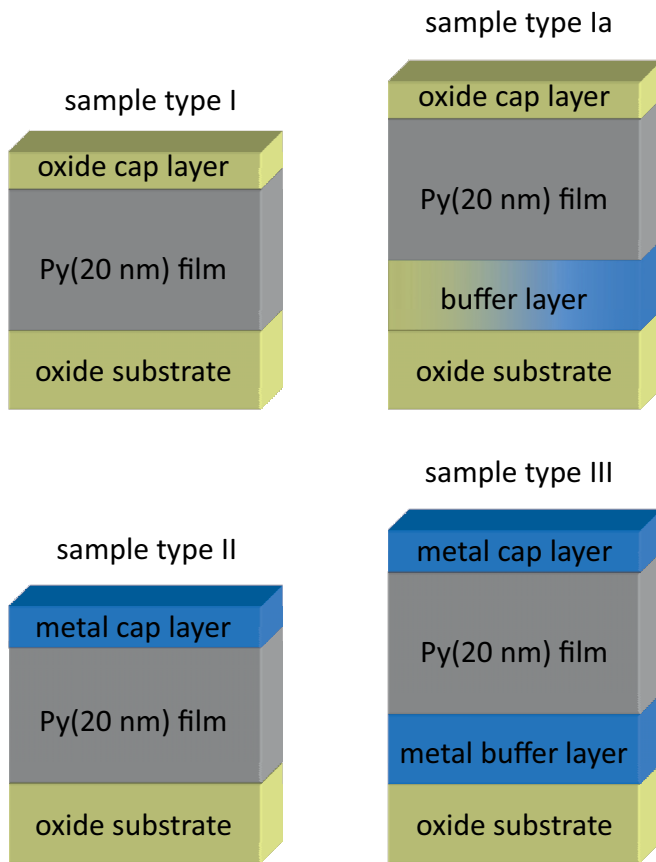 sample type I
oxide cap layer
Py(20 nm) film
oxide substrate
sample type Ia
oxide cap layer
Py(20 nm) film
buffer layer
oxide substrate
sample type II
metal cap layer
Py(20 nm) film
oxide substrate
sample type III
metal cap layer
Py(20 nm) film
metal buffer layer
oxide substrate